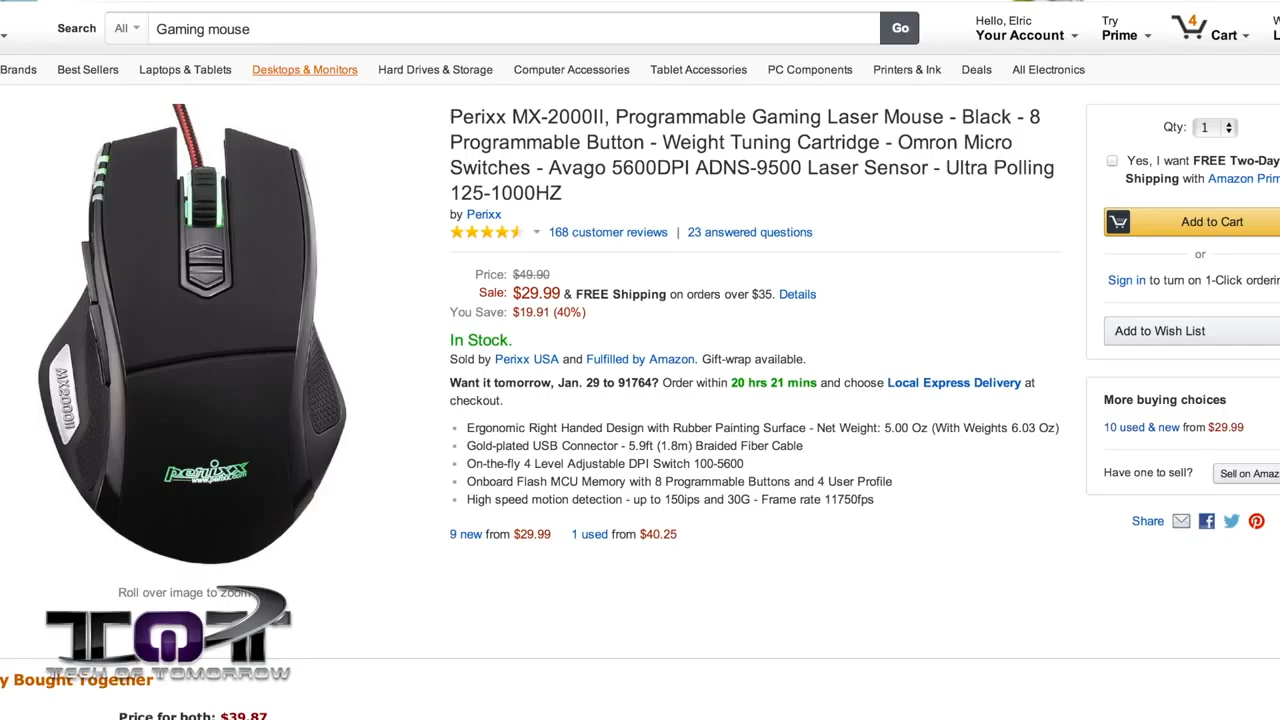 Search All Gaming mouse Go
Hello, Elric
Your Account
Try
Prime
4
Cart
Brands Best Sellers Laptops & Tablets Desktops & Monitors Hard Drives & Storage Computer Accessories Tablet Accessories PC Components Printers & Ink Deals All Electronics
MX2000II
perixx
www.perixx.com
Roll over image to zoom
TQT
TECH OF TOMORROW
Perixx MX-2000II, Programmable Gaming Laser Mouse - Black - 8
Programmable Button - Weight Tuning Cartridge - Omron Micro
Switches - Avago 5600DPI ADNS-9500 Laser Sensor - Ultra Polling
125-1000HZ
by Perixx
168 customer reviews | 23 answered questions
Price: $49.90
Sale: $29.99 & FREE Shipping on orders over $35. Details
You Save: $19.91 (40%)
In Stock.
Sold by Perixx USA and Fulfilled by Amazon. Gift-wrap available.
Want it tomorrow, Jan. 29 to 91764? Order within 20 hrs 21 mins and choose Local Express Delivery at
checkout.
Ergonomic Right Handed Design with Rubber Painting Surface - Net Weight: 5.00 Oz (With Weights 6.03 Oz)
Gold-plated USB Connector - 5.9ft (1.8m) Braided Fiber Cable
On-the-fly 4 Level Adjustable DPI Switch 100-5600
Onboard Flash MCU Memory with 8 Programmable Buttons and 4 User Profile
High speed motion detection - up to 150ips and 30G - Frame rate 11750fps
9 new from $29.99 1 used from $40.25
Qty: 1
Yes, I want FREE Two-Day
Shipping with Amazon Prim
Add to Cart
or
Sign in to turn on 1-Click orderin
Add to Wish List
More buying choices
10 used & new from $29.99
Have one to sell? Sell on Amaz
Share
y Bought Together
Price for both: $39.87